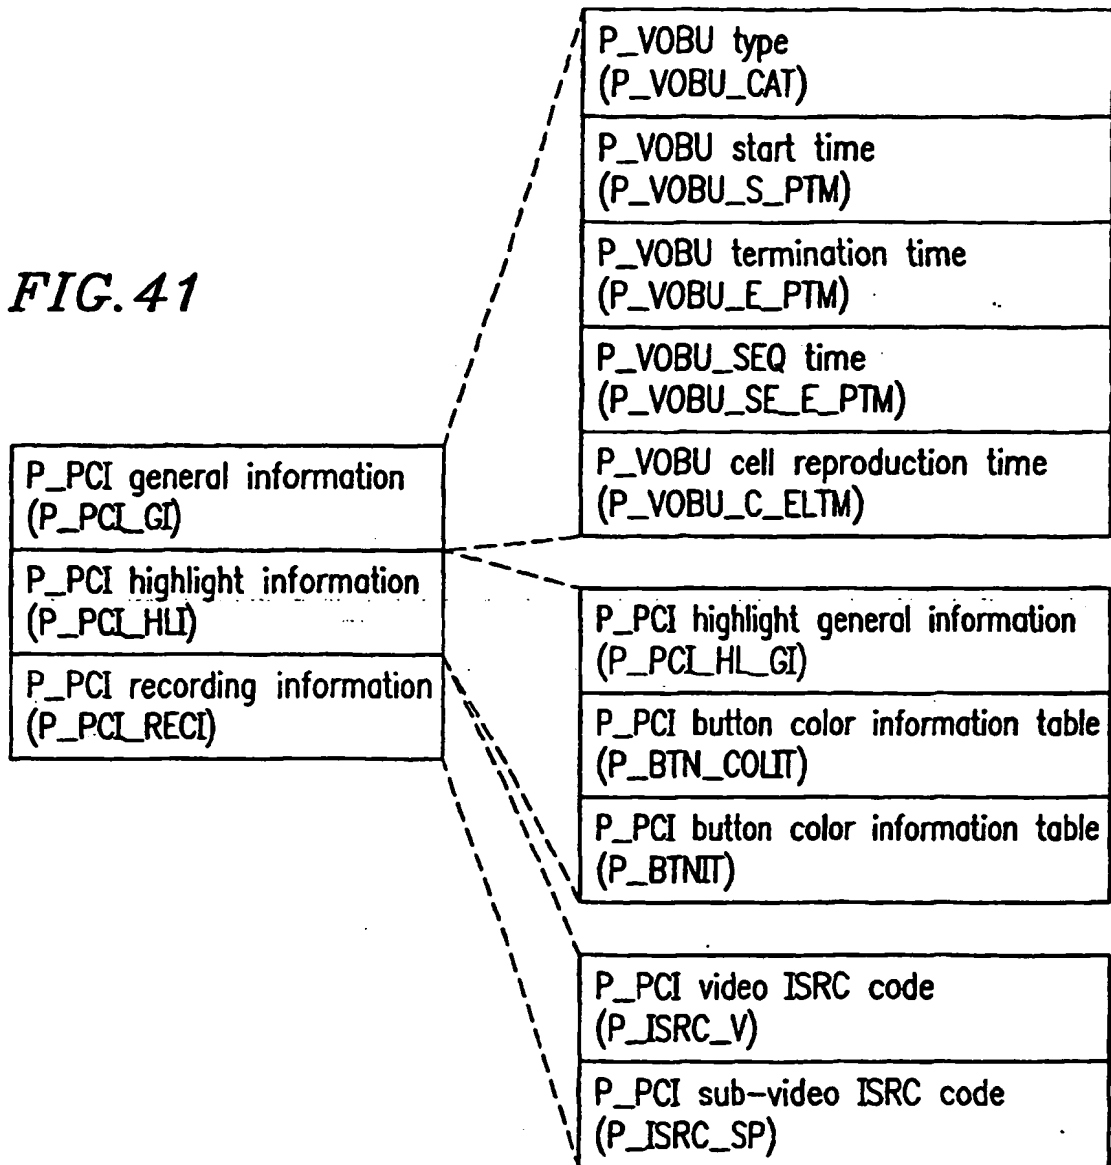 FIG. 41
P_PCI general information
(P_PCI_GI)
P_PCI highlight information
(P_PCI_HLI)
P_PCI recording information
(P_PCI_RECI)
P_VOBU type
(P_VOBU_CAT)
P_VOBU start time
(P_VOBU_S_PTM)
P_VOBU termination time
(P_VOBU_E_PTM)
P_VOBU_SEQ time
(P_VOBU_SE_E_PTM)
P_VOBU cell reproduction time
(P_VOBU_C_ELTM)
P_PCI highlight general information
(P_PCI_HL_GI)
P_PCI button color information table
(P_BTN_COLIT)
P_PCI button color information table
(P_BTNIT)
P_PCI video ISRC code
(P_ISRC_V)
P_PCI sub-video ISRC code
(P_ISRC_SP)